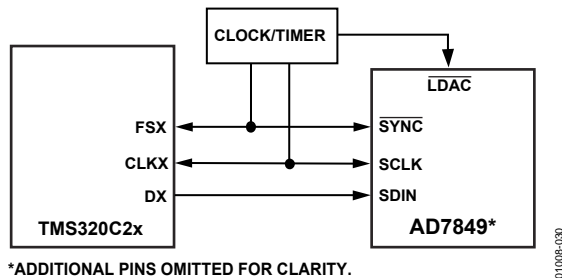 CLOCK/TIMER
LDAC
FSX
SYNC
CLKX
SCLK
DX
SDIN
TMS320C2x
AD7849*
*ADDITIONAL PINS OMITTED FOR CLARITY.
01008-030